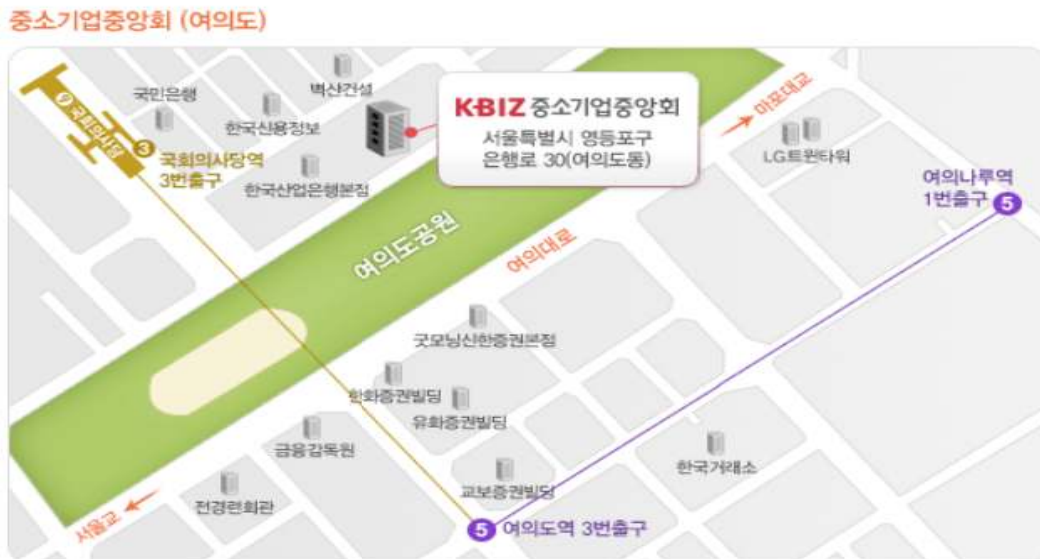 중소기업중앙회 (여의도)
국민은행
벽산건설
한국신용정보
한국산업은행본점
9 국회의사당
3
국회의사당역
3번출구
KBIZ 중소기업중앙회
서울특별시 영등포구
은행로 30(여의도동)
마포대교
LG트윈타워
여의나루역
1번출구
5
여의도공원
여의대로
굿모닝신한증권본점
한화증권빌딩
유화증권빌딩
금융감독원
한국거래소
교보증권빌딩
전경련회관
서울교
5 여의도역 3번출구